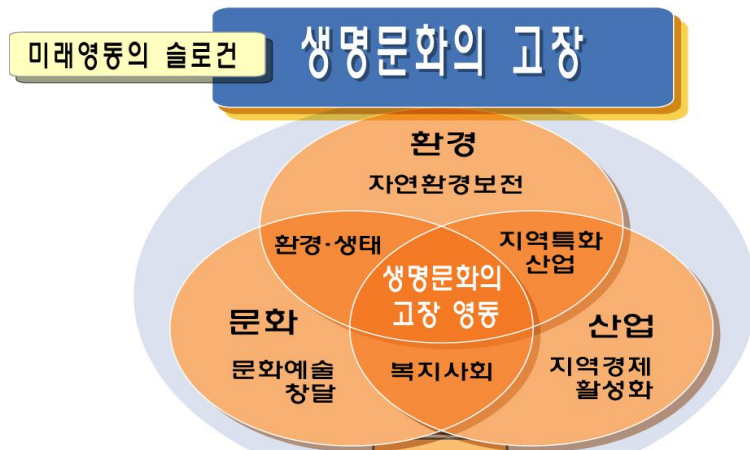 미래영동의 슬로건
생명문화의 고장
환경
자연환경보전
환경·생태
지역특화
산업
생명문화의
고장 영동
문화
문화예술
창달
복지사회
산업
지역경제
활성화